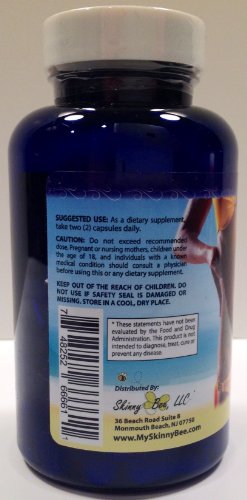 SUGGESTED USE: As a dietary supplement,
take two (2) capsules daily.
CAUTION: Do not exceed recommended
dose. Pregnant or nursing mothers, children under
the age of 18, and individuals with a known
medical condition should consult a physician
before using this or any dietary supplement.
KEEP OUT OF THE REACH OF CHILDREN. DO
NOT USE IF SAFETY SEAL IS DAMAGED OR
MISSING. STORE IN A COOL, DRY PLACE.
* These statements have not been
evaluated by the Food and Drug
Administration. This product is not
intended to diagnose, treat, cure or
prevent any disease.
Distributed By:
Skinny Bee, LLC
36 Beach Road Suite 8
Monmouth Beach, NJ 07750
www.MySkinnyBee.com